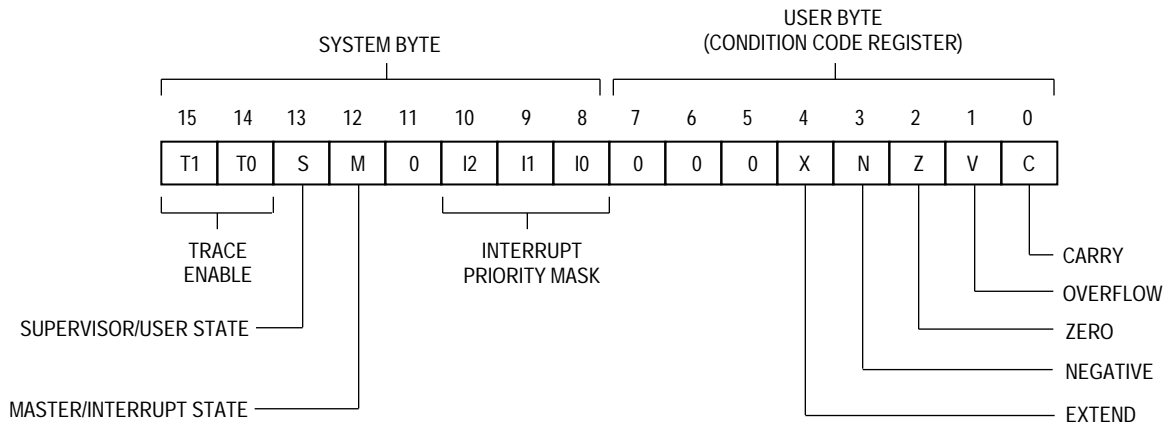 USER BYTE
(CONDITION CODE REGISTER)
SYSTEM BYTE
15 14 13 12 11 10 9 8 7 6 5 4 3 2 1 0
T1 T0 S M 0 I2 I1 I0 0 0 0 X N Z V C
TRACE
ENABLE
INTERRUPT
PRIORITY MASK
CARRY
OVERFLOW
SUPERVISOR/USER STATE
ZERO
NEGATIVE
MASTER/INTERRUPT STATE
EXTEND